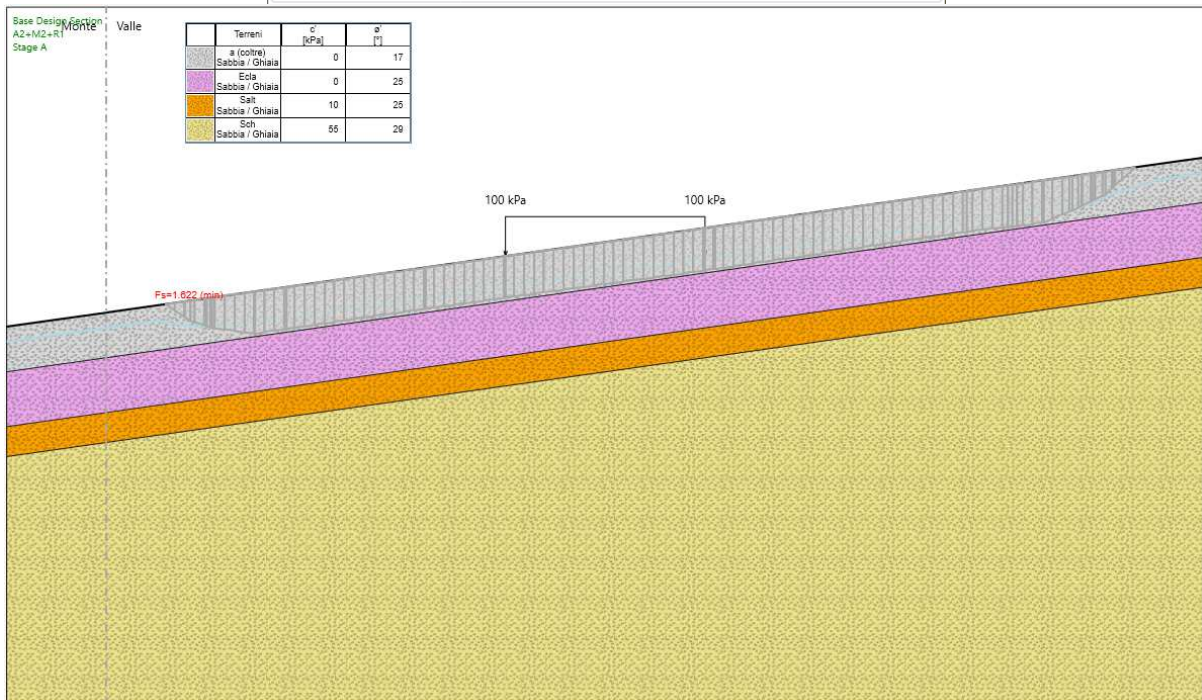 Base Design Section
A2+M2+R1
Stage A
Monte
Valle
Terreni c' [kPa] ø' [°]
a (coltre) Sabbia / Ghiaia 0 17
Ecla Sabbia / Ghiaia 0 25
Salt Sabbia / Ghiaia 10 25
Sch Sabbia / Ghiaia 55 29
100 kPa 100 kPa
Fs=1.622 (min)